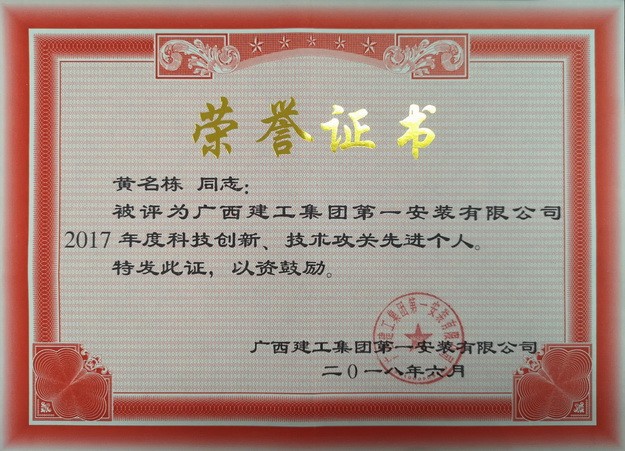 荣誉证书
黄名栋 同志：
被评为广西建工集团第一安装有限公司
2017年度科技创新、技术攻关先进个人。
特发此证，以资鼓励。
广西建工集团第一安装有限公司
二〇一八年六月